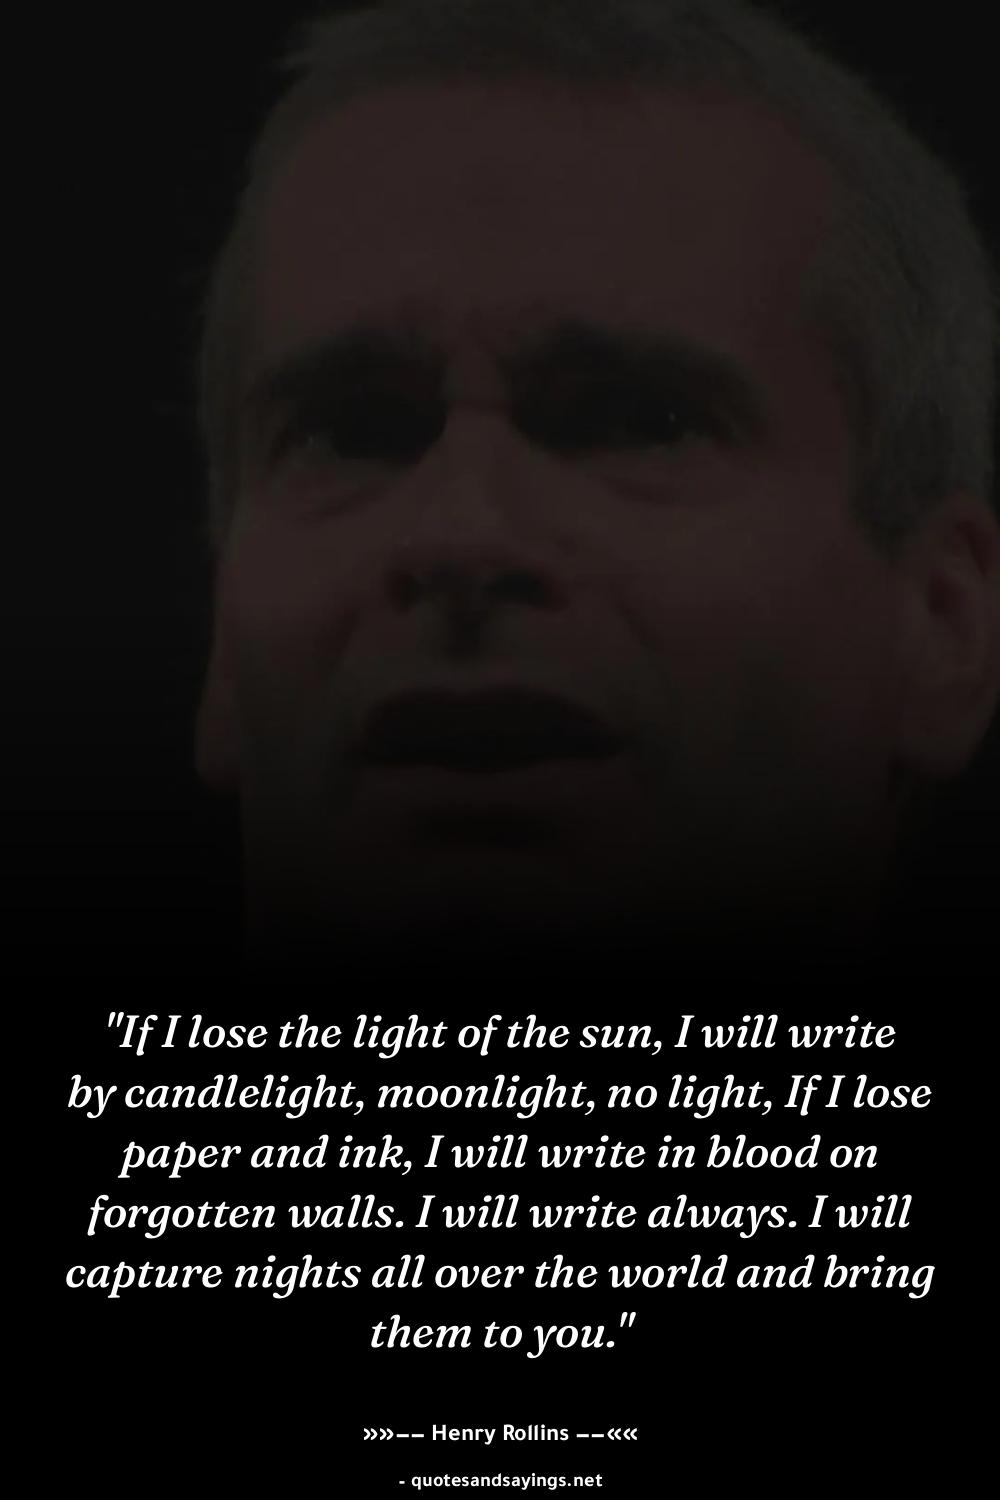 "If I lose the light of the sun, I will write
by candlelight, moonlight, no light, If I lose
paper and ink, I will write in blood on
forgotten walls. I will write always. I will
capture nights all over the world and bring
them to you."
»»−− Henry Rollins −−««
- quotesandsayings.net